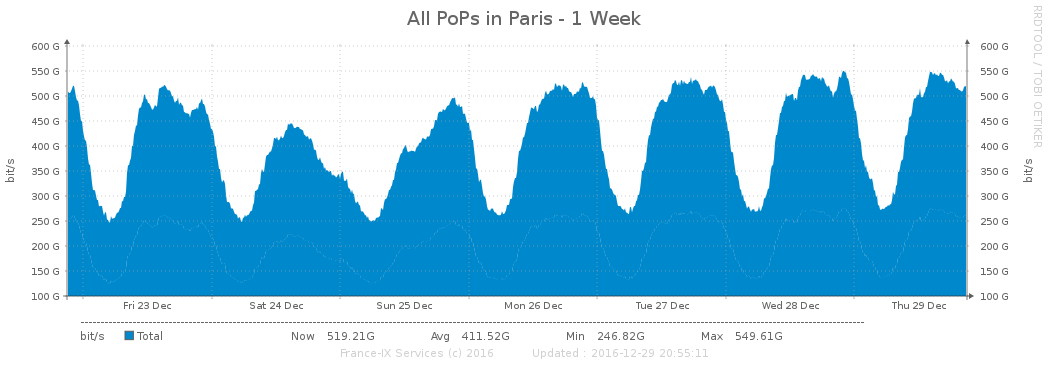 All PoPs in Paris - 1 Week
RRDTOOL / TOBI OETIKER
bit/s
600 G 600 G
550 G 550 G
500 G 500 G
450 G 450 G
400 G 400 G
350 G 350 G
300 G 300 G
250 G 250 G
200 G 200 G
150 G 150 G
100 G 100 G
bit/s
Fri 23 Dec Sat 24 Dec Sun 25 Dec Mon 26 Dec Tue 27 Dec Wed 28 Dec Thu 29 Dec
bit/s Total Now 519.21G Avg 411.52G Min 246.82G Max 549.61G
France-IX Services (c) 2016 Updated : 2016-12-29 20:55:11